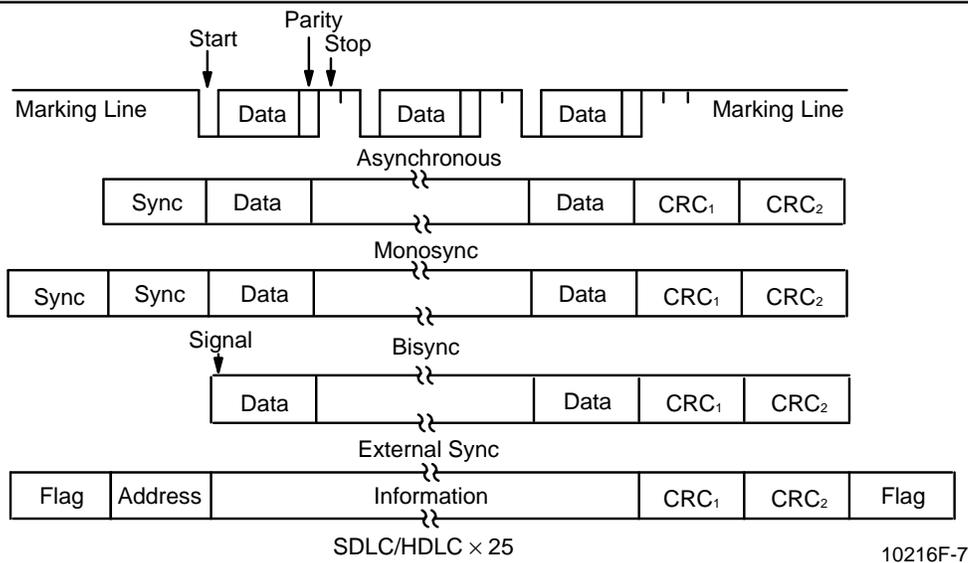 Start
Parity
Stop
Marking Line Data Data Data Marking Line
Asynchronous
Sync Data Data CRC₁ CRC₂
Monosync
Sync Sync Data Data CRC₁ CRC₂
Signal
Bisync
Data Data CRC₁ CRC₂
External Sync
Flag Address Information CRC₁ CRC₂ Flag
SDLC/HDLC × 25
10216F-7